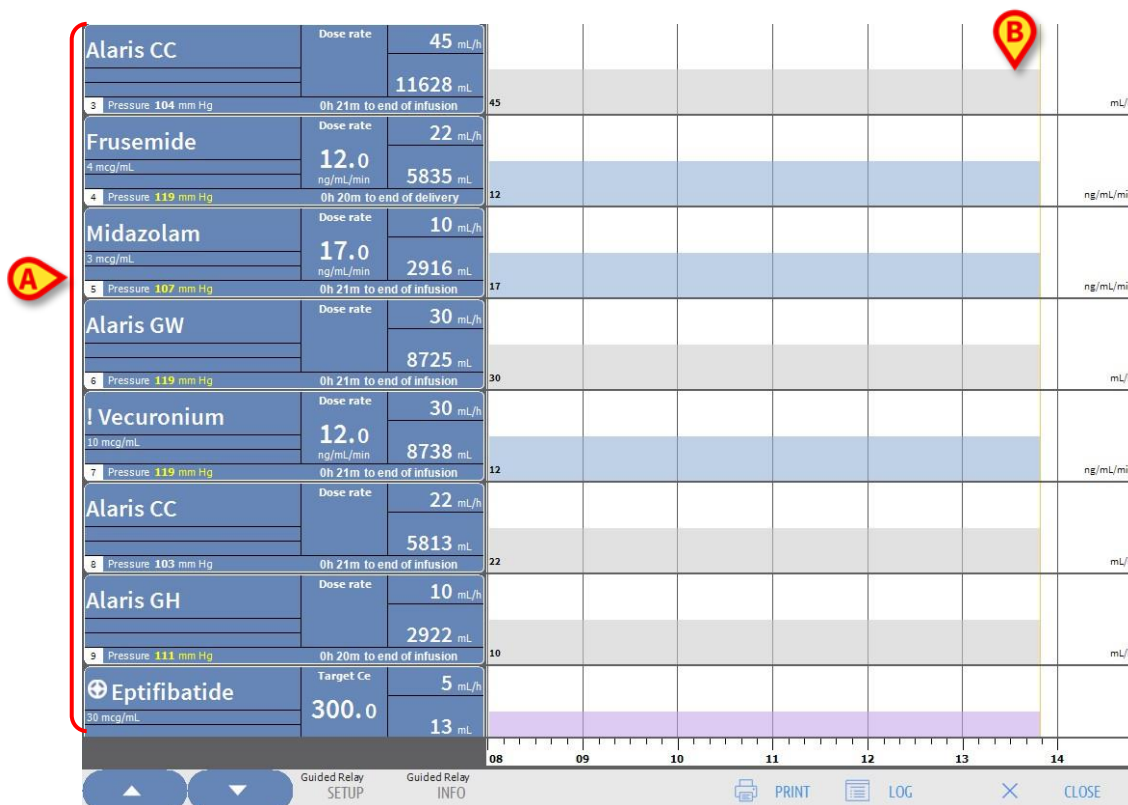 B
A
Alaris CC Dose rate 45 mL/h
11628 mL
3 Pressure 104 mm Hg 0h 21m to end of infusion 45 mL/
Frusemide Dose rate 22 mL/h
4 mcg/mL 12.0 ng/mL/min 5835 mL
4 Pressure 119 mm Hg 0h 20m to end of delivery 12 ng/mL/mi
Midazolam Dose rate 10 mL/h
3 mcg/mL 17.0 ng/mL/min 2916 mL
5 Pressure 107 mm Hg 0h 21m to end of infusion 17 ng/mL/mi
Alaris GW Dose rate 30 mL/h
8725 mL
6 Pressure 119 mm Hg 0h 21m to end of infusion 30 mL/
! Vecuronium Dose rate 30 mL/h
10 mcg/mL 12.0 ng/mL/min 8738 mL
7 Pressure 119 mm Hg 0h 21m to end of infusion 12 ng/mL/mi
Alaris CC Dose rate 22 mL/h
5813 mL
8 Pressure 103 mm Hg 0h 21m to end of infusion 22 mL/
Alaris GH Dose rate 10 mL/h
2922 mL
9 Pressure 111 mm Hg 0h 20m to end of infusion 10 mL/
Eptifibatide Target Ce 5 mL/h
30 mcg/mL 300.0 13 mL
08 09 10 11 12 13 14
Guided Relay SETUP
Guided Relay INFO
PRINT LOG CLOSE